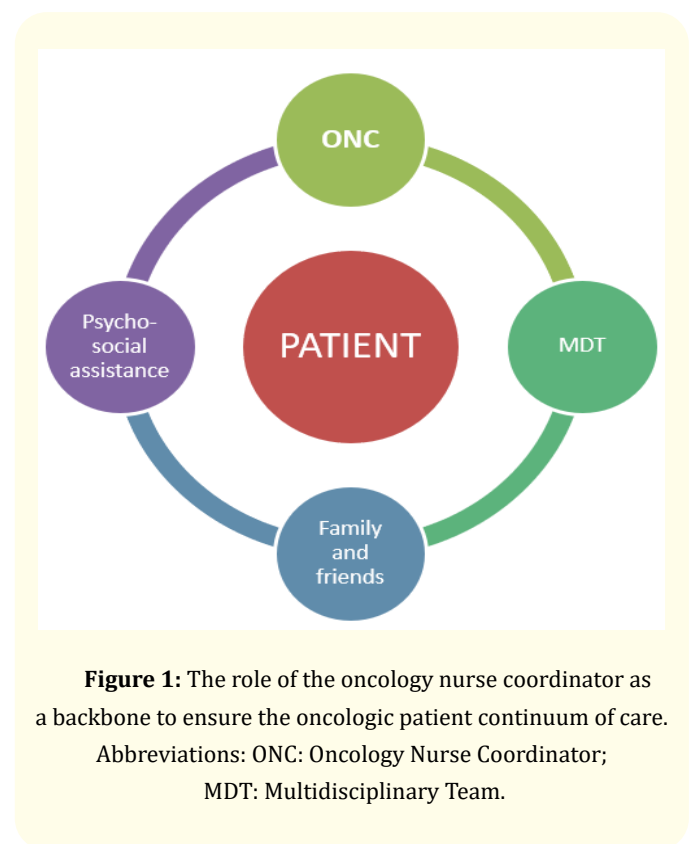 ONC
Psycho-
social
assistance
PATIENT
MDT
Family
and
friends
Figure 1: The role of the oncology nurse coordinator as
a backbone to ensure the oncologic patient continuum of care.
Abbreviations: ONC: Oncology Nurse Coordinator;
MDT: Multidisciplinary Team.